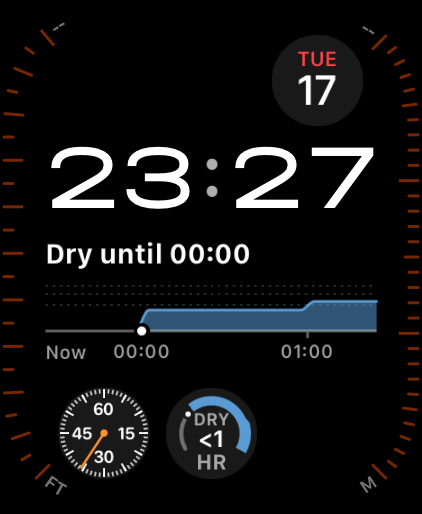 --
--
TUE
17
23:27
Dry until 00:00
Now 00:00 01:00
60
45 15
30
DRY
<1
HR
FT
M